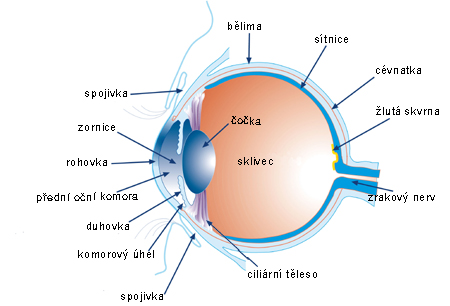 bělima
sítnice
cévnatka
spojivka
žlutá skvrna
zornice
čočka
rohovka
sklivec
přední oční komora
zrakový nerv
duhovka
komorový úhel
ciliární těleso
spojivka